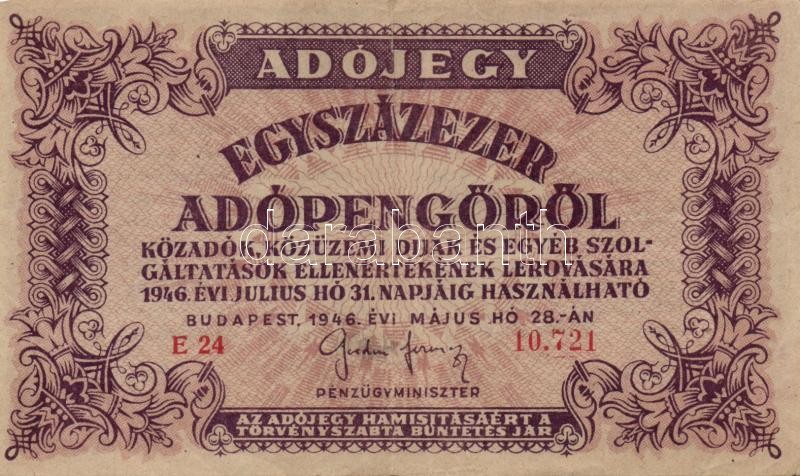 ADÓJEGY
EGYSZÁZEZER
ADÓPENGŐRŐL
KÖZADÓK, KÖZÜZEMI DIJAK ÉS EGYÉB SZOL-
GÁLTATÁSOK ELLENÉRTÉKÉNEK LEROVÁSÁRA
1946. ÉVI JULIUS HÓ 31. NAPJÁIG HASZNÁLHATÓ
BUDAPEST, 1946. ÉVI MÁJUS HÓ 28.-ÁN
E 24 10.721
PÉNZÜGYMINISZTER
AZ ADÓJEGY HAMISITÁSÁÉRT A
TÖRVÉNYSZABTA BÜNTETÉS JÁR
darabanth